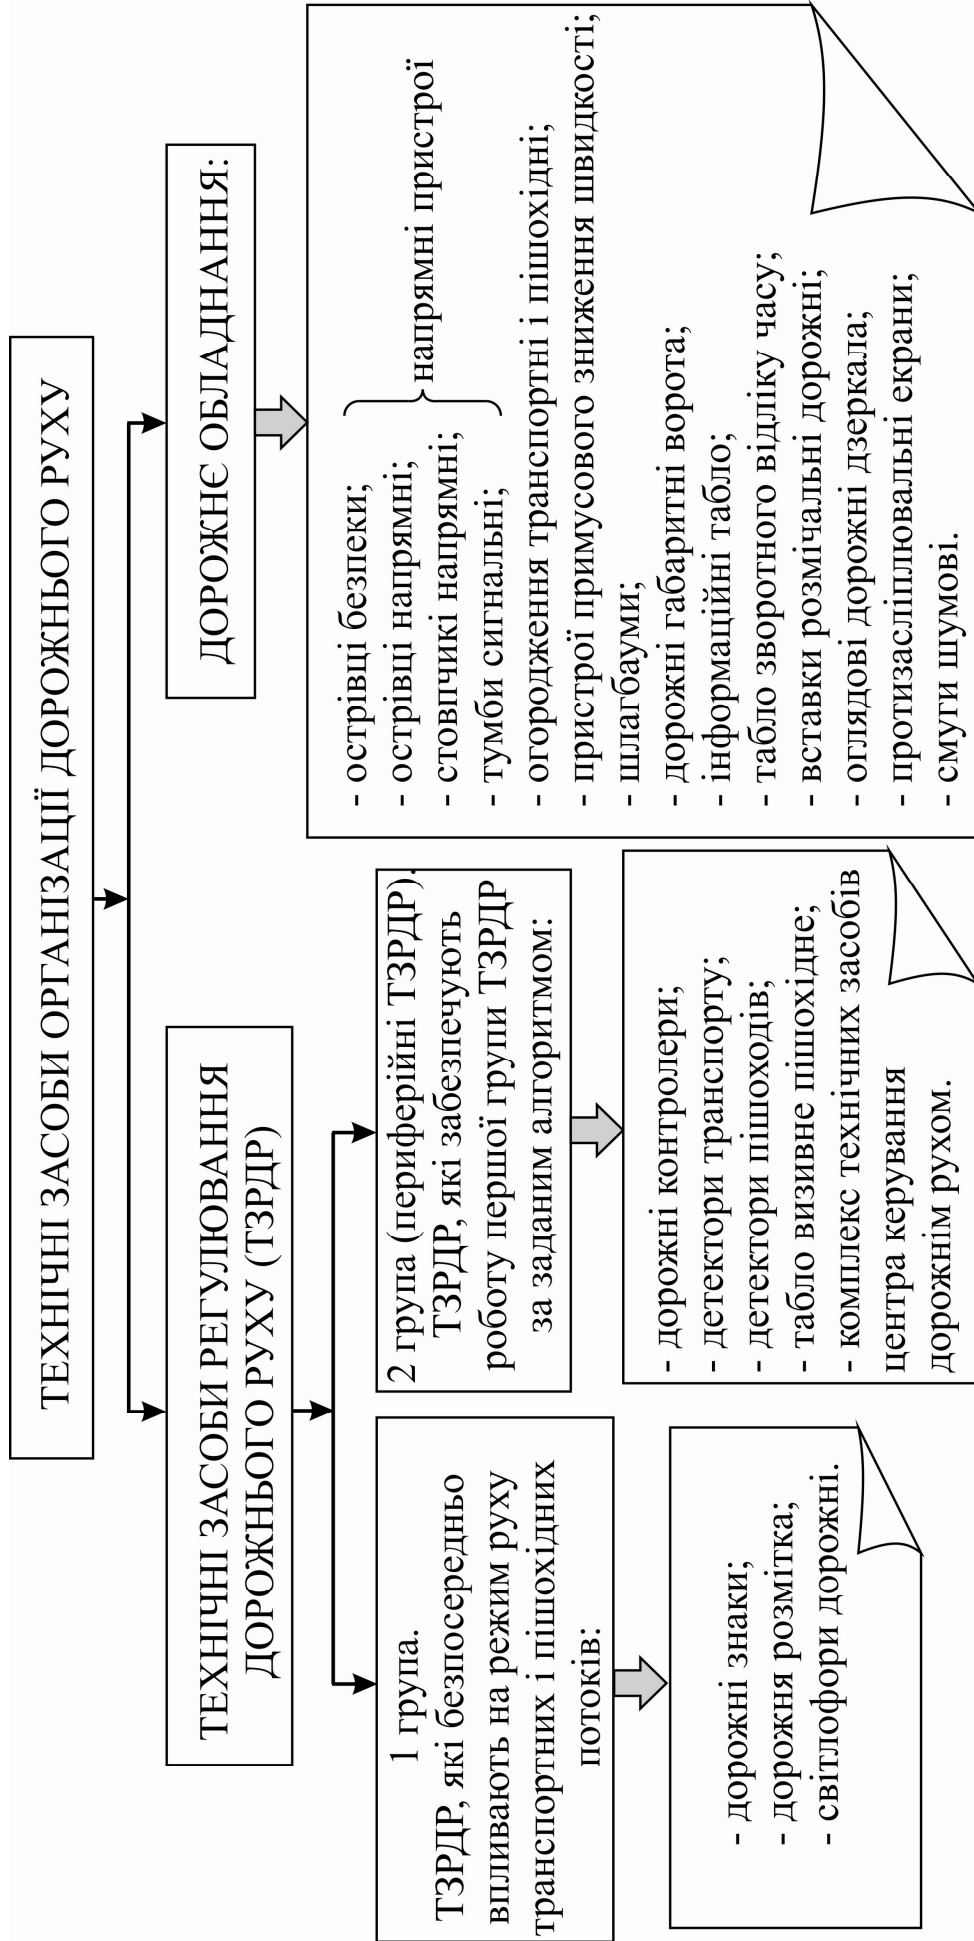 ТЕХНІЧНІ ЗАСОБИ ОРГАНІЗАЦІЇ ДОРОЖНЬОГО РУХУ
ТЕХНІЧНІ ЗАСОБИ РЕГУЛЮВАННЯ
ДОРОЖНЬОГО РУХУ (ТЗРДР)
1 група.
ТЗРДР, які безпосередньо
впливають на режим руху
транспортних і пішохідних
потоків:
- дорожні знаки;
- дорожня розмітка;
- світлофори дорожні.
2 група (периферійні ТЗРДР).
ТЗРДР, які забезпечують
роботу першої групи ТЗРДР
за заданим алгоритмом:
- дорожні контролери;
- детектори транспорту;
- детектори пішоходів;
- табло визивне пішохідне;
- комплекс технічних засобів
центра керування
дорожнім рухом.
ДОРОЖНЄ ОБЛАДНАННЯ:
- острівці безпеки;
- острівці напрямні;
- стовпчикі напрямні;
- тумби сигнальні;
напрямні пристрої
- огородження транспортні і пішохідні;
- пристрої примусового зниження швидкості;
- шлагбауми;
- дорожні габаритні ворота;
- інформаційні табло;
- табло зворотного відліку часу;
- вставки розмічальні дорожні;
- оглядові дорожні дзеркала;
- протизасліплювальні екрани;
- смуги шумові.